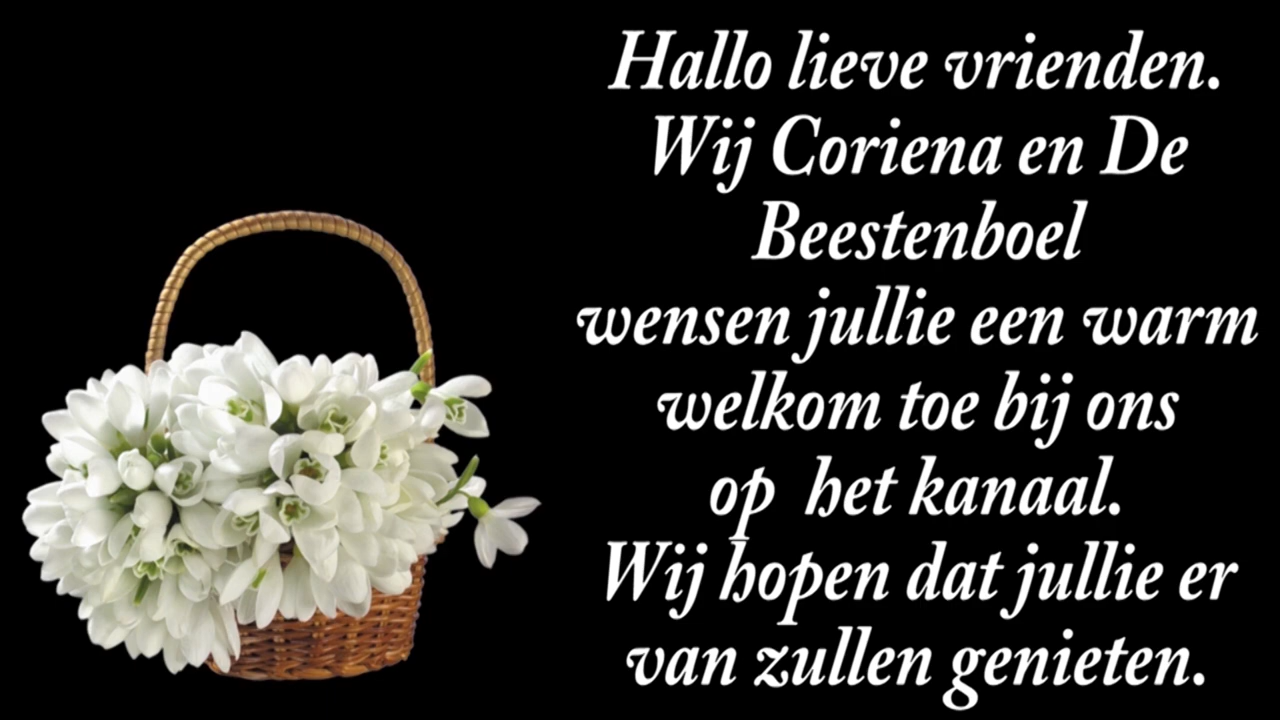 Hallo lieve vrienden.
Wij Coriena en De
Beestenboel
wensen jullie een warm
welkom toe bij ons
op het kanaal.
Wij hopen dat jullie er
van zullen genieten.